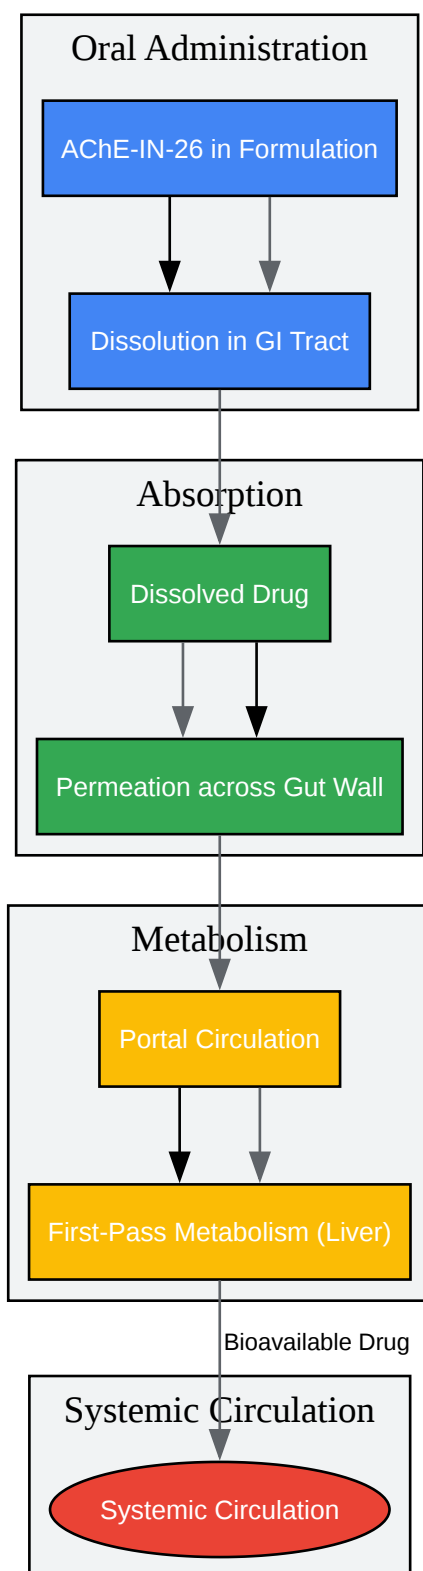 Oral Administration
AChE-IN-26 in Formulation
Dissolution in GI Tract
Absorption
Dissolved Drug
Permeation across Gut Wall
Metabolism
Portal Circulation
First-Pass Metabolism (Liver)
Bioavailable Drug
Systemic Circulation
Systemic Circulation